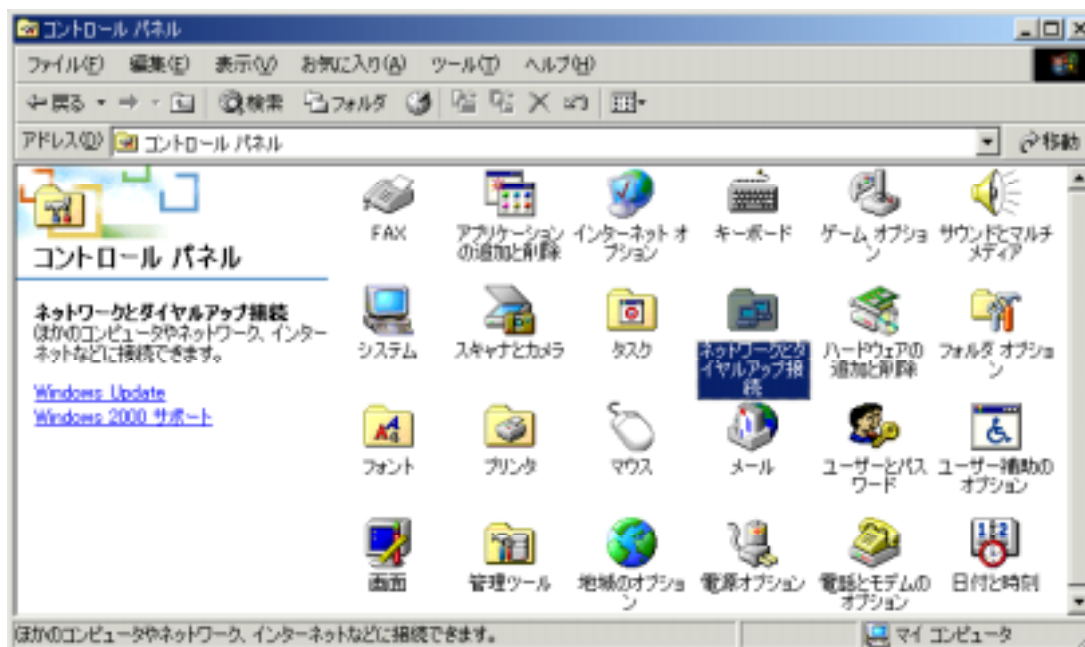 コントロール パネル
ファイル(F) 編集(E) 表示(V) お気に入り(A) ツール(T) ヘルプ(H)
戻る 検索 フォルダ
アドレス(D) コントロール パネル 移動
コントロール パネル
ネットワークとダイヤルアップ接続
ほかのコンピュータやネットワーク、インター
ネットなどに接続できます。
Windows Update
Windows 2000 サポート
FAX
アプリケーション
の追加と削除
インターネット オ
プション
キーボード
ゲーム オプショ
ン
サウンドとマルチ
メディア
システム
スキャナとカメラ
タスク
ネットワークとダ
イヤルアップ接
続
ハードウェアの
追加と削除
フォルダ オプショ
ン
フォント
プリンタ
マウス
メール
ユーザーとパス
ワード
ユーザー補助の
オプション
画面
管理ツール
地域のオプショ
ン
電源オプション
電話とモデムの
オプション
日付と時刻
ほかのコンピュータやネットワーク、インターネットなどに接続できます。
マイ コンピュータ